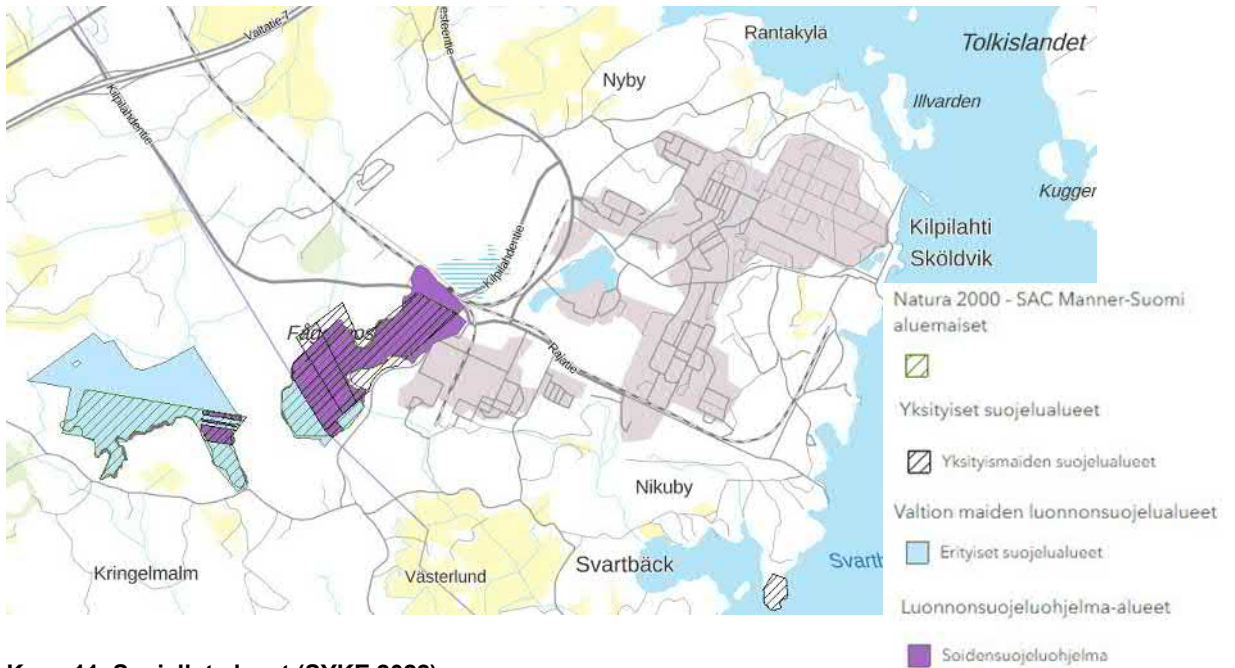 Valtatie 7
Rantakylä
Tolkislandet
Nyby
Illvarden
Kilpilahdentie
Kugger
Kilpilahti
Sköldvik
Kilpilahdentie
Natura 2000 - SAC Manner-Suomi
aluemaiset
Rajatie
Yksityiset suojelualueet
Yksityismaiden suojelualueet
Nikuby
Valtion maiden luonnonsuojelualueet
Erityiset suojelualueet
Svartbäck
Kringelmalm
Västerlund
Luonnonsuojeluohjelma-alueet
Soidensuojeluohjelma